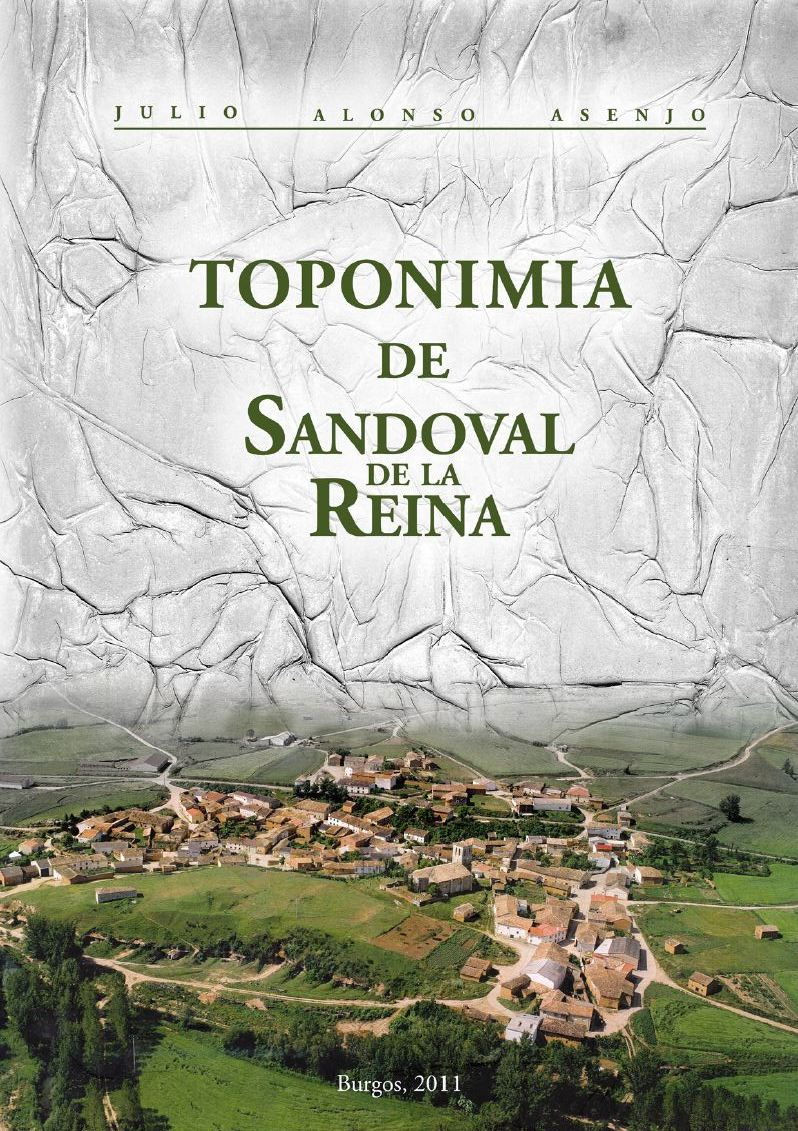 JULIO ALONSO ASENJO
TOPONIMIA
DE
SANDOVAL
DE LA
REINA
Burgos, 2011